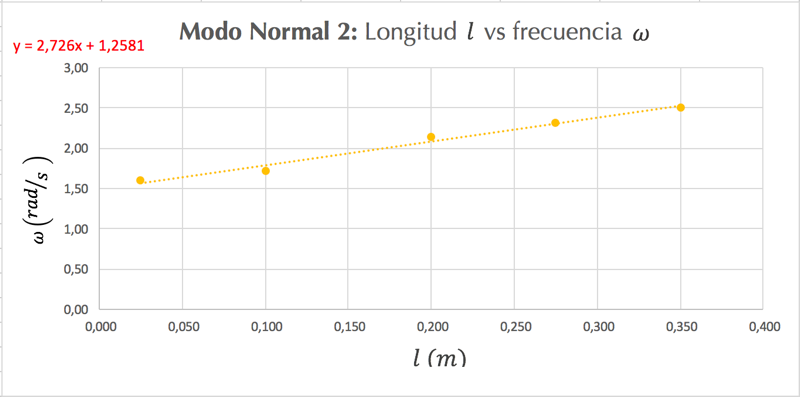 Modo Normal 2: Longitud l vs frecuencia ω
y = 2,726x + 1,2581
3,00
2,50
2,00
1,50
1,00
0,50
0,00
ω (rad/s)
0,000 0,050 0,100 0,150 0,200 0,250 0,300 0,350 0,400
l (m)